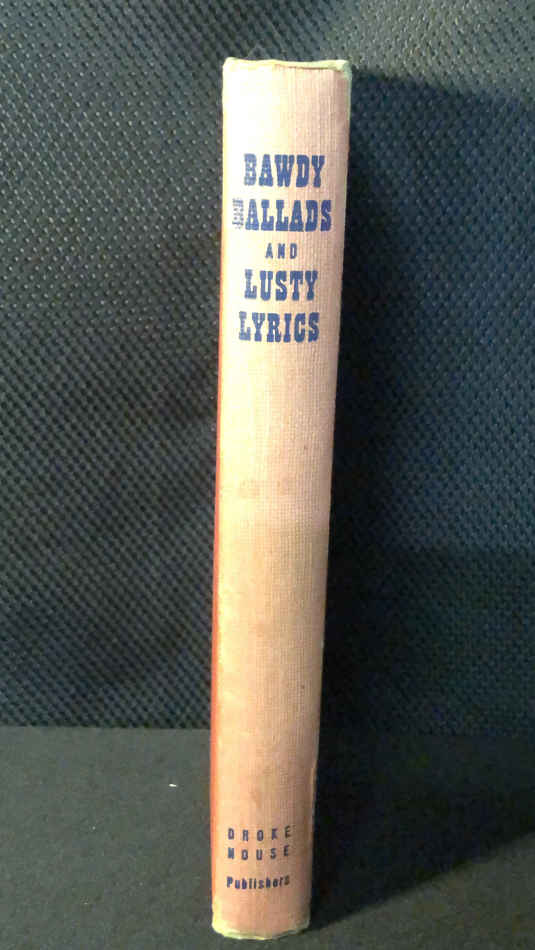 BAWDY
BALLADS
AND
LUSTY
LYRICS
DROKE
HOUSE
Publishers